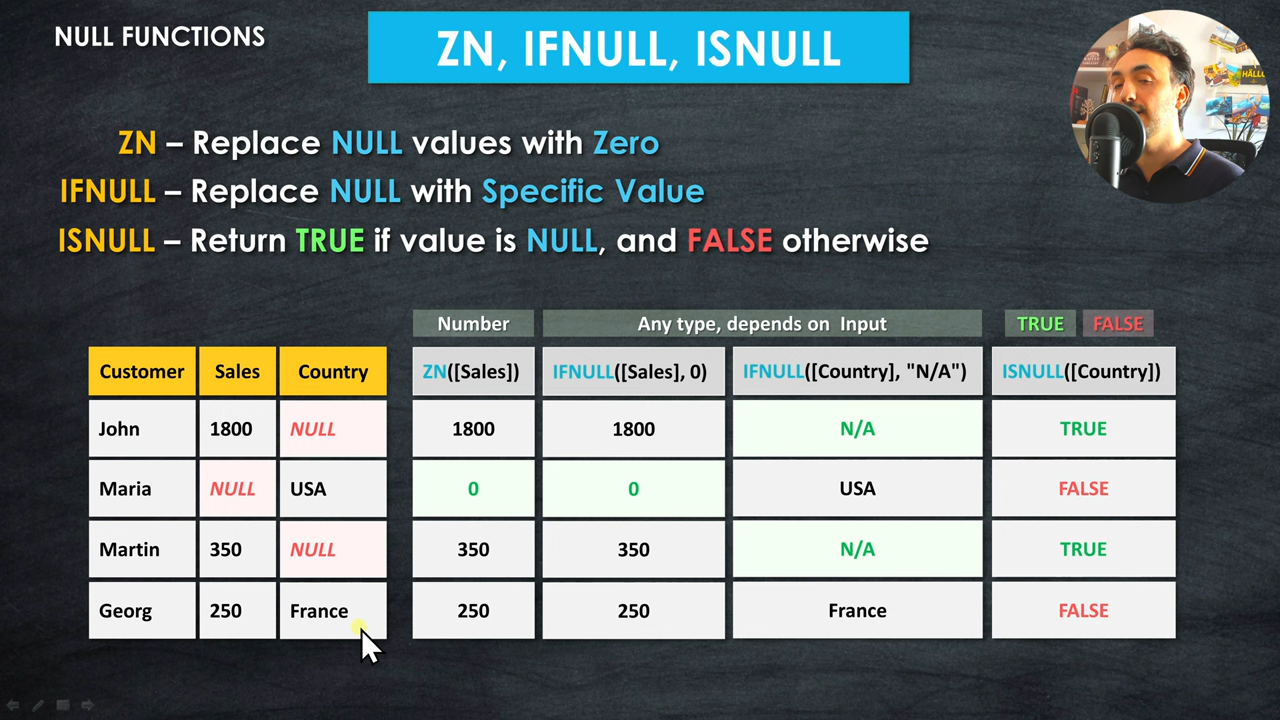 NULL FUNCTIONS
ZN, IFNULL, ISNULL
HÄLLU
ZN – Replace NULL values with Zero
IFNULL – Replace NULL with Specific Value
ISNULL – Return TRUE if value is NULL, and FALSE otherwise
Number Any type, depends on Input TRUE FALSE
Customer Sales Country ZN([Sales]) IFNULL([Sales], 0) IFNULL([Country], "N/A") ISNULL([Country])
John 1800 NULL 1800 1800 N/A TRUE
Maria NULL USA 0 0 USA FALSE
Martin 350 NULL 350 350 N/A TRUE
Georg 250 France 250 250 France FALSE